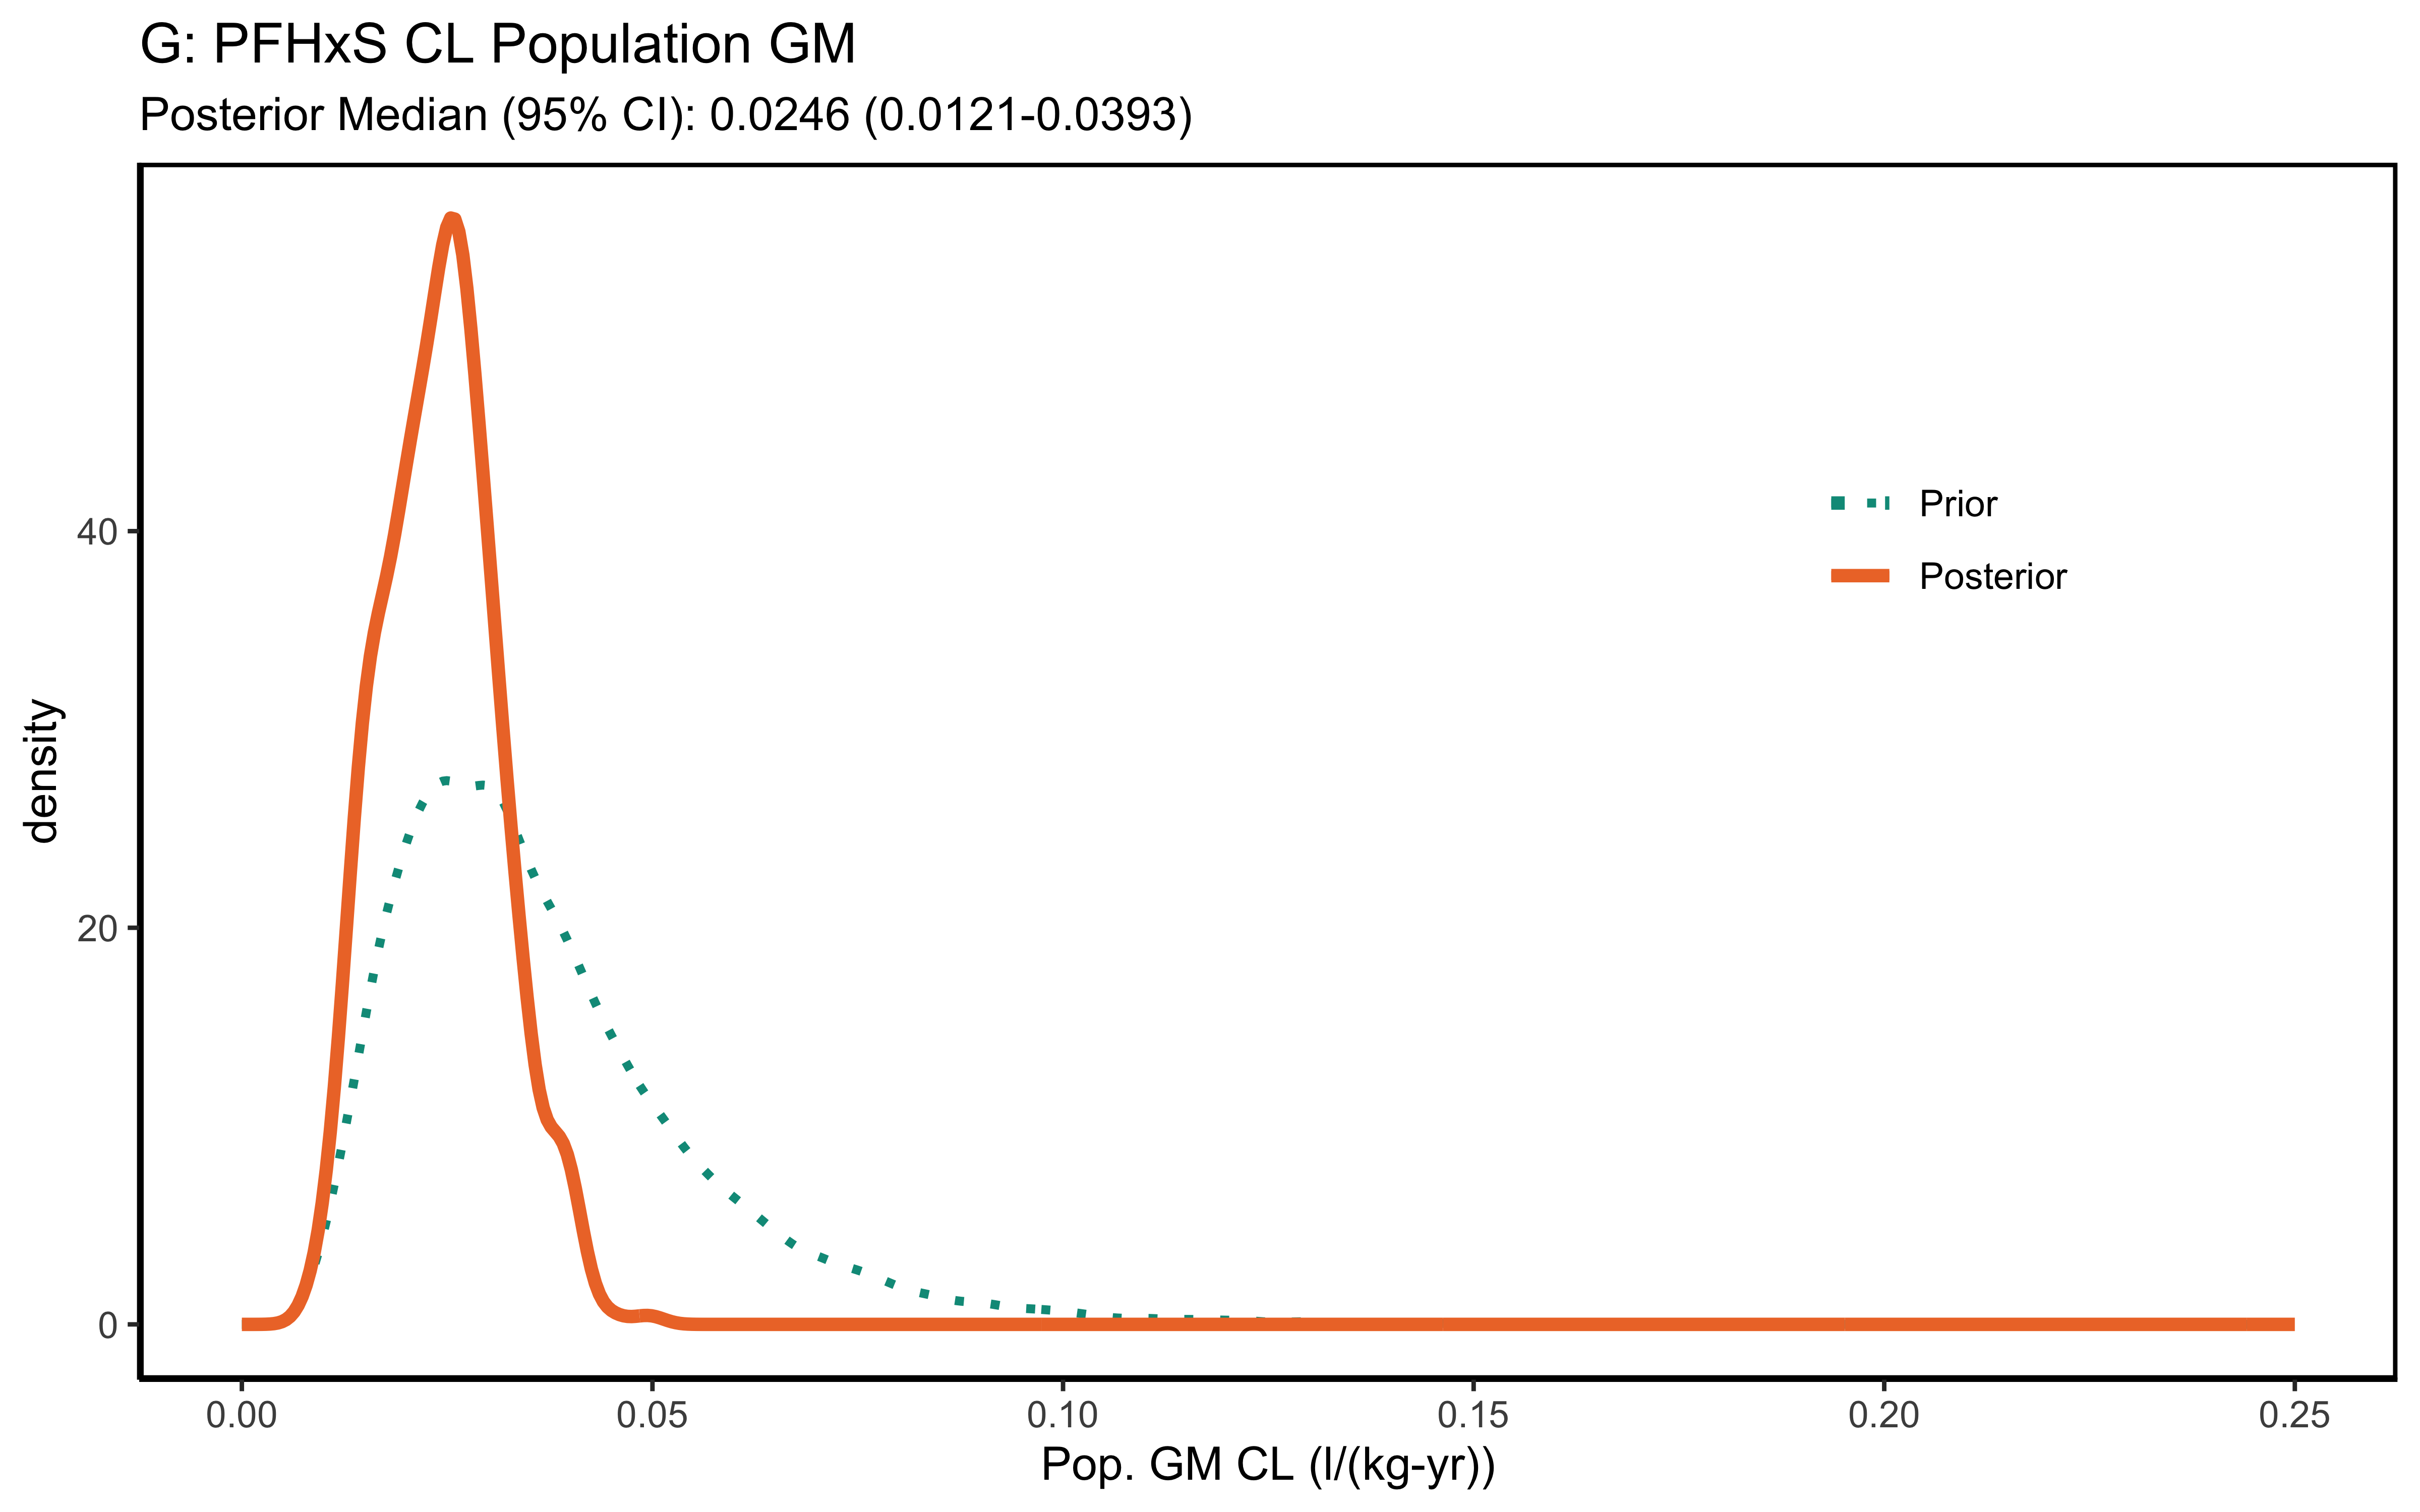 G: PFHxS CL Population GM
Posterior Median (95% CI): 0.0246 (0.0121-0.0393)
density
40
20
0
Prior
Posterior
0.00 0.05 0.10 0.15 0.20 0.25
Pop. GM CL (l/(kg-yr))